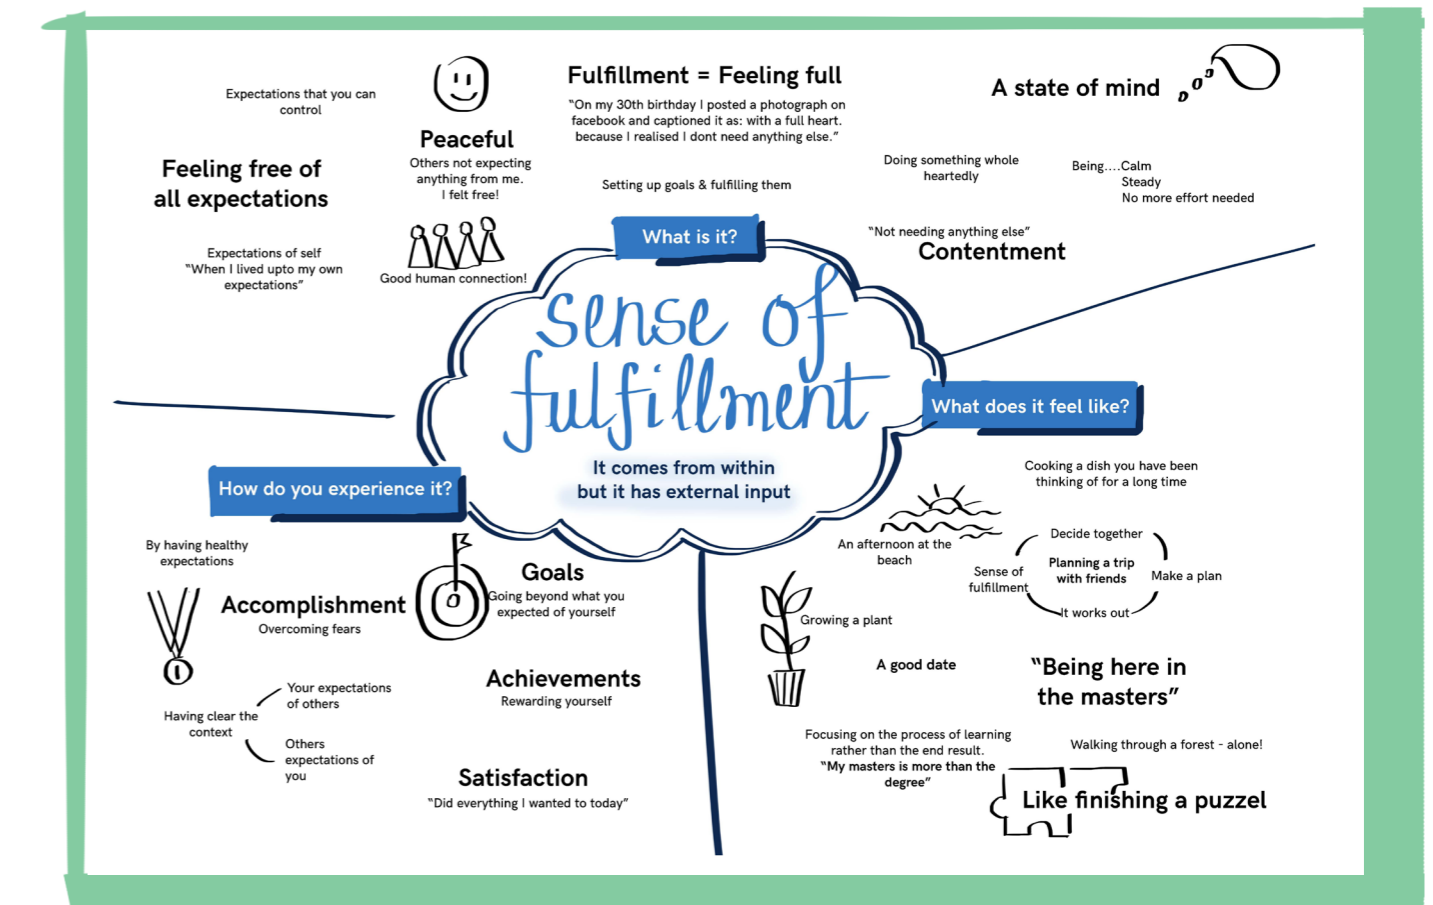 Expectations that you can
control
Feeling free of
all expectations
Expectations of self
“When I lived upto my own
expectations”
Peaceful
Others not expecting
anything from me.
I felt free!
Good human connection!
Fulfillment = Feeling full
“On my 30th birthday I posted a photograph on
facebook and captioned it as: with a full heart.
because I realised I dont need anything else.”
Setting up goals & fulfilling them
What is it?
A state of mind
Doing something whole
heartedly
Being....Calm
Steady
No more effort needed
“Not needing anything else”
Contentment
sense of
fulfillment
It comes from within
but it has external input
What does it feel like?
Cooking a dish you have been
thinking of for a long time
An afternoon at the
beach
Decide together
Planning a trip
with friends
Make a plan
It works out
Sense of
fulfillment
Growing a plant
A good date
“Being here in
the masters”
Focusing on the process of learning
rather than the end result.
“My masters is more than the
degree”
Walking through a forest - alone!
Like finishing a puzzel
How do you experience it?
By having healthy
expectations
Accomplishment
Overcoming fears
1
Goals
Going beyond what you
expected of yourself
Having clear the
context
Your expectations
of others
Others
expectations of
you
Achievements
Rewarding yourself
Satisfaction
“Did everything I wanted to today”